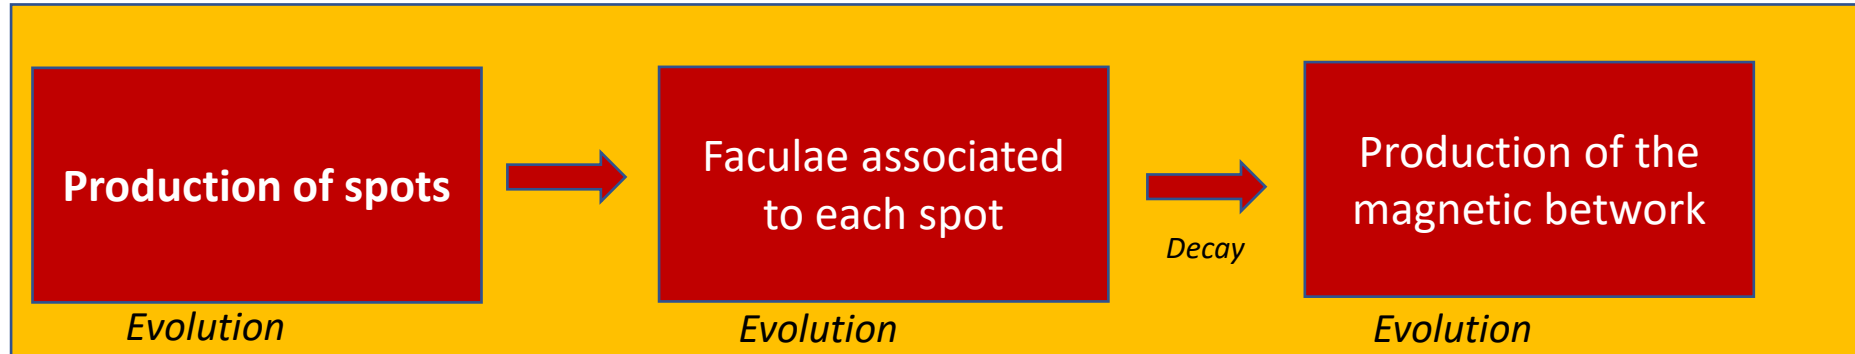 Production of spots
Faculae associated
to each spot
Production of the
magnetic betwork
Decay
Evolution
Evolution
Evolution